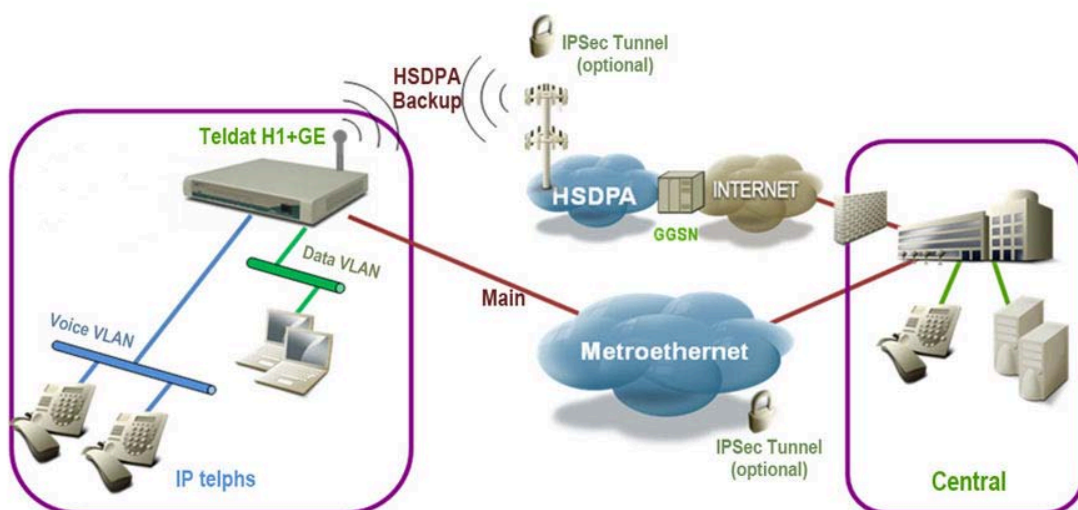 IPSec Tunnel
(optional)
HSDPA
Backup
Teldat H1+GE
HSDPA
INTERNET
GGSN
Data VLAN
Main
Voice VLAN
Metroethernet
IPSec Tunnel
(optional)
IP telphs
Central